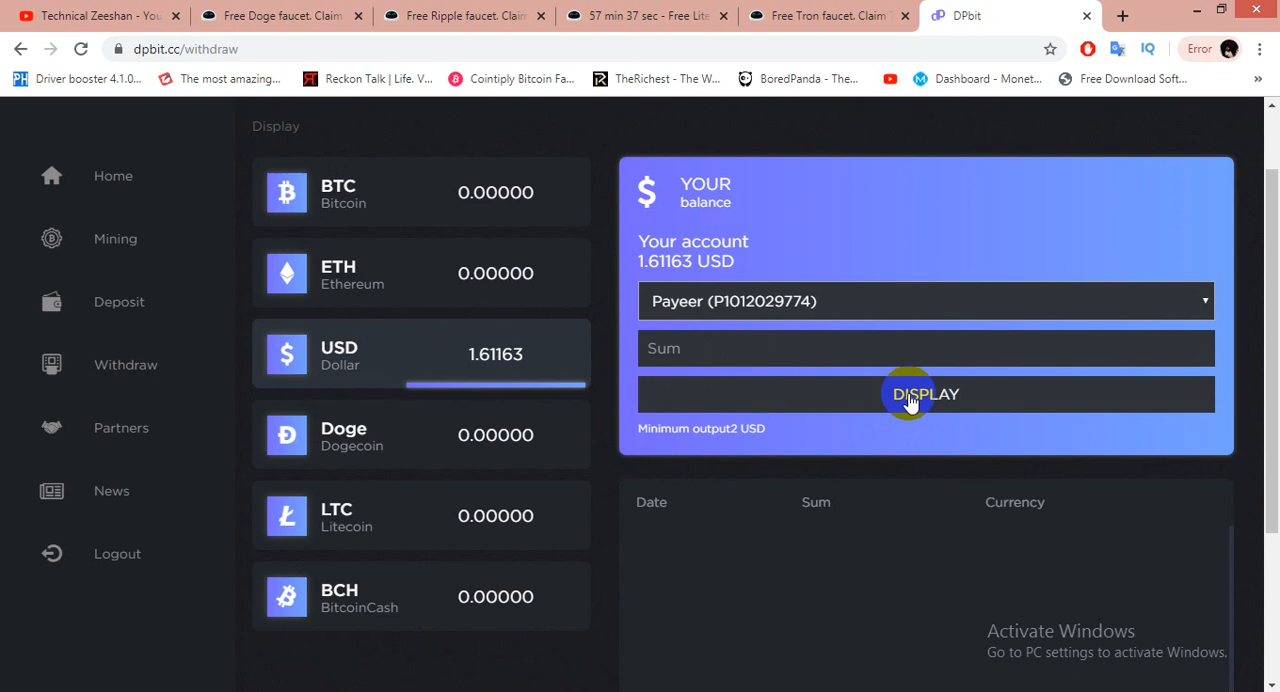 Technical Zeeshan - You
Free Doge faucet. Claim
Free Ripple faucet. Claim
57 min 37 sec - Free Lite
Free Tron faucet. Claim T
DPbit
dpbit.cc/withdraw
IQ
Error
PH Driver booster 4.1.0...
The most amazing...
Reckon Talk | Life. V...
Cointiply Bitcoin Fa...
TheRichest - The W...
BoredPanda - The...
Dashboard - Monet...
Free Download Soft...
Display
Home
Mining
Deposit
Withdraw
Partners
News
Logout
BTC 0.00000
Bitcoin
ETH 0.00000
Ethereum
USD 1.61163
Dollar
Doge 0.00000
Dogecoin
LTC 0.00000
Litecoin
BCH 0.00000
BitcoinCash
YOUR
balance
Your account
1.61163 USD
Payeer (P1012029774)
Sum
DISPLAY
Minimum output2 USD
Date Sum Currency
Activate Windows
Go to PC settings to activate Windows.